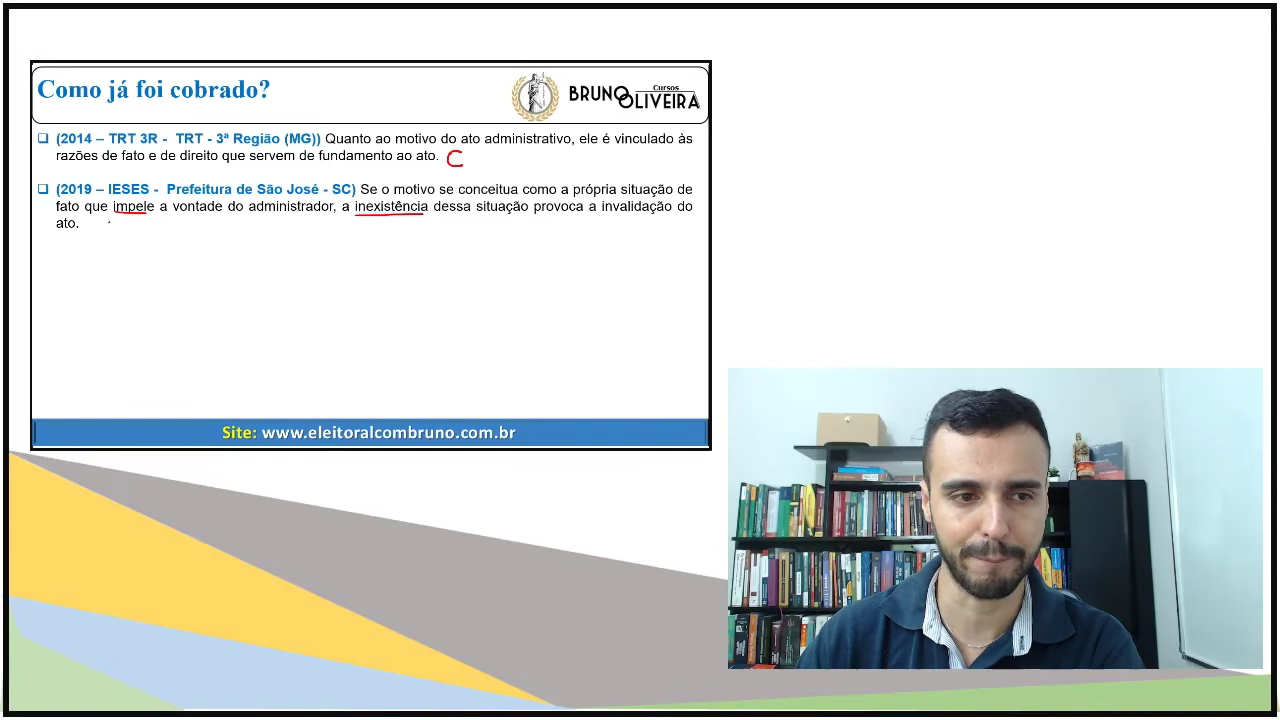 Como já foi cobrado?
Cursos
BRUNO
OLIVEIRA
❑ (2014 – TRT 3R - TRT - 3ª Região (MG)) Quanto ao motivo do ato administrativo, ele é vinculado às
razões de fato e de direito que servem de fundamento ao ato. C
❑ (2019 – IESES - Prefeitura de São José - SC) Se o motivo se conceitua como a própria situação de
fato que impele a vontade do administrador, a inexistência dessa situação provoca a invalidação do
ato.
Site: www.eleitoralcombruno.com.br